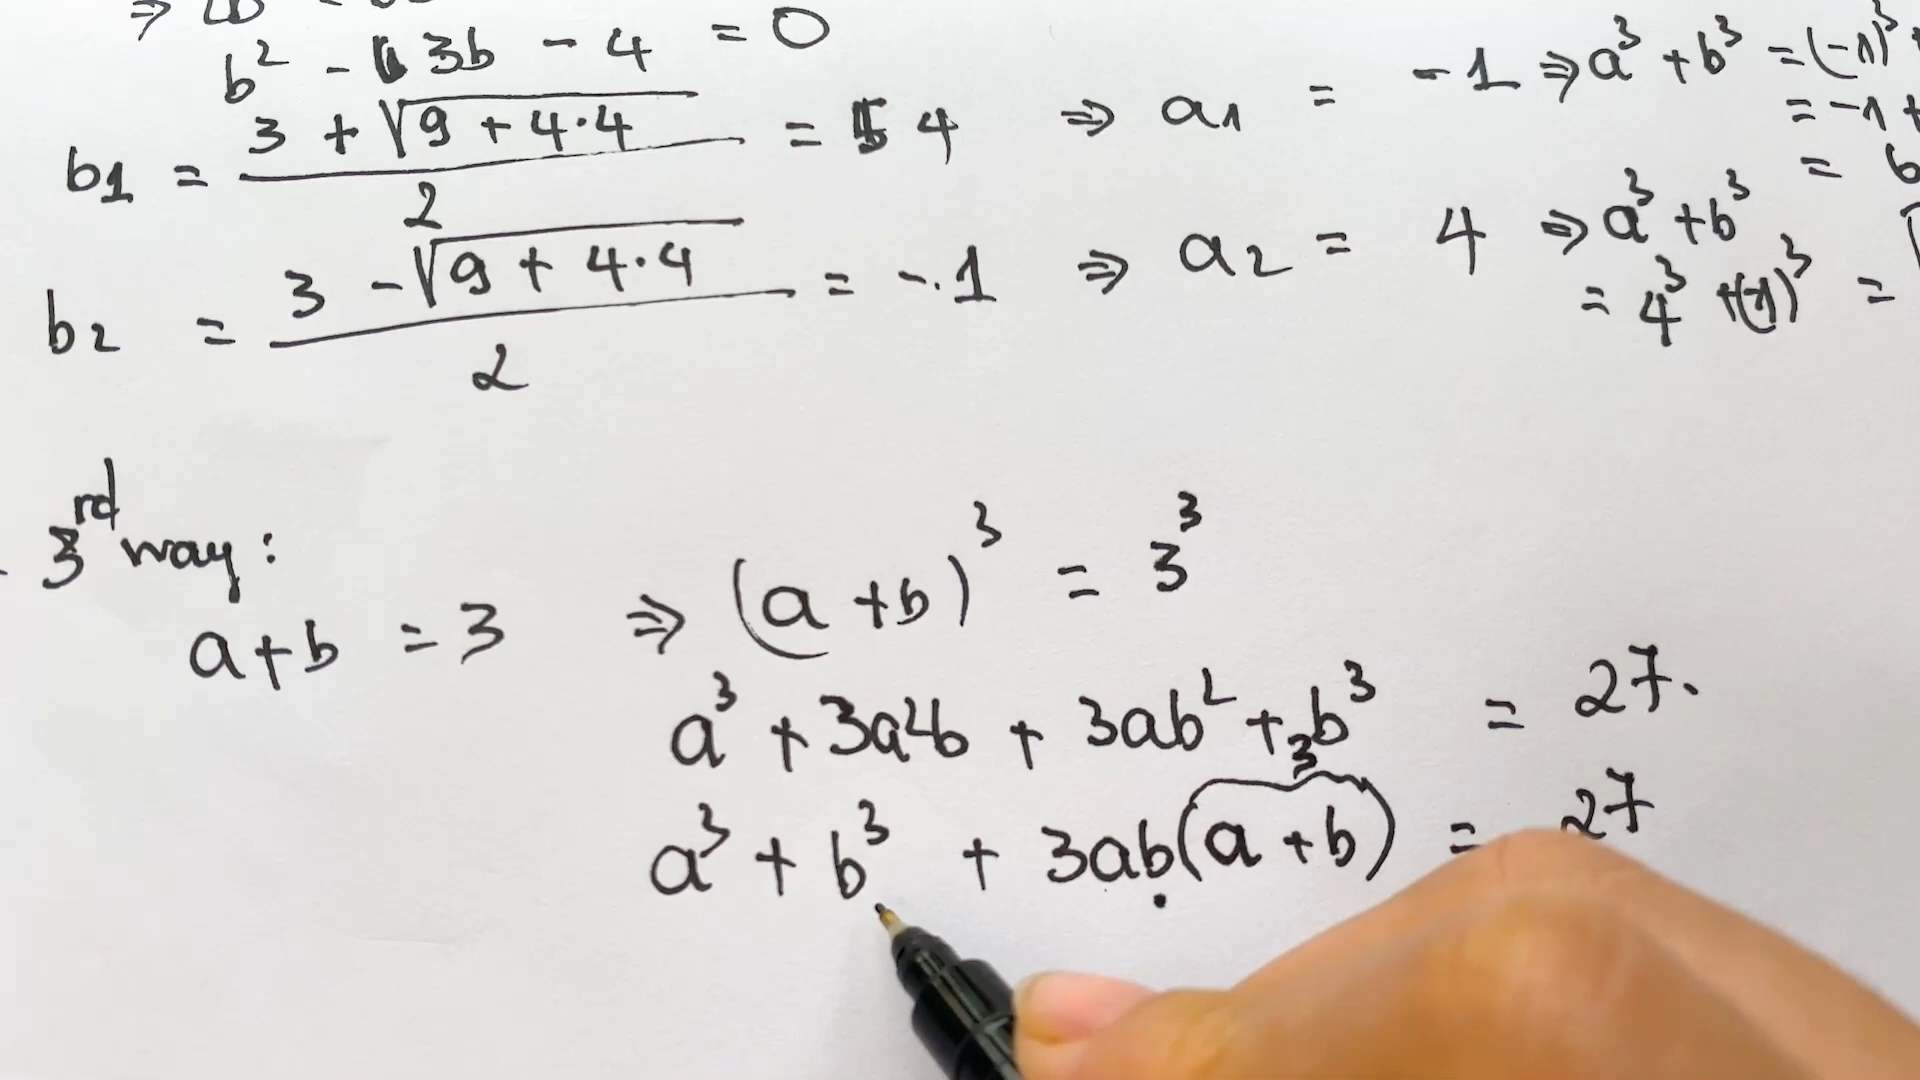 b² - 3b - 4 = 0
b1 = (3 + √(9 + 4·4)) / 2 = 4 ⇒ a1 = -1 ⇒ a³ + b³ = (-1)³
= -1 +
= 6
b2 = (3 - √(9 + 4·4)) / 2 = -1 ⇒ a2 = 4 ⇒ a³ + b³
= 4³ + (-1)³ =
3rd way:
a+b = 3 ⇒ (a+b)³ = 3³
a³ + 3a²b + 3ab² + b³ = 27.
3
a³ + b³ + 3ab(a+b) = 27